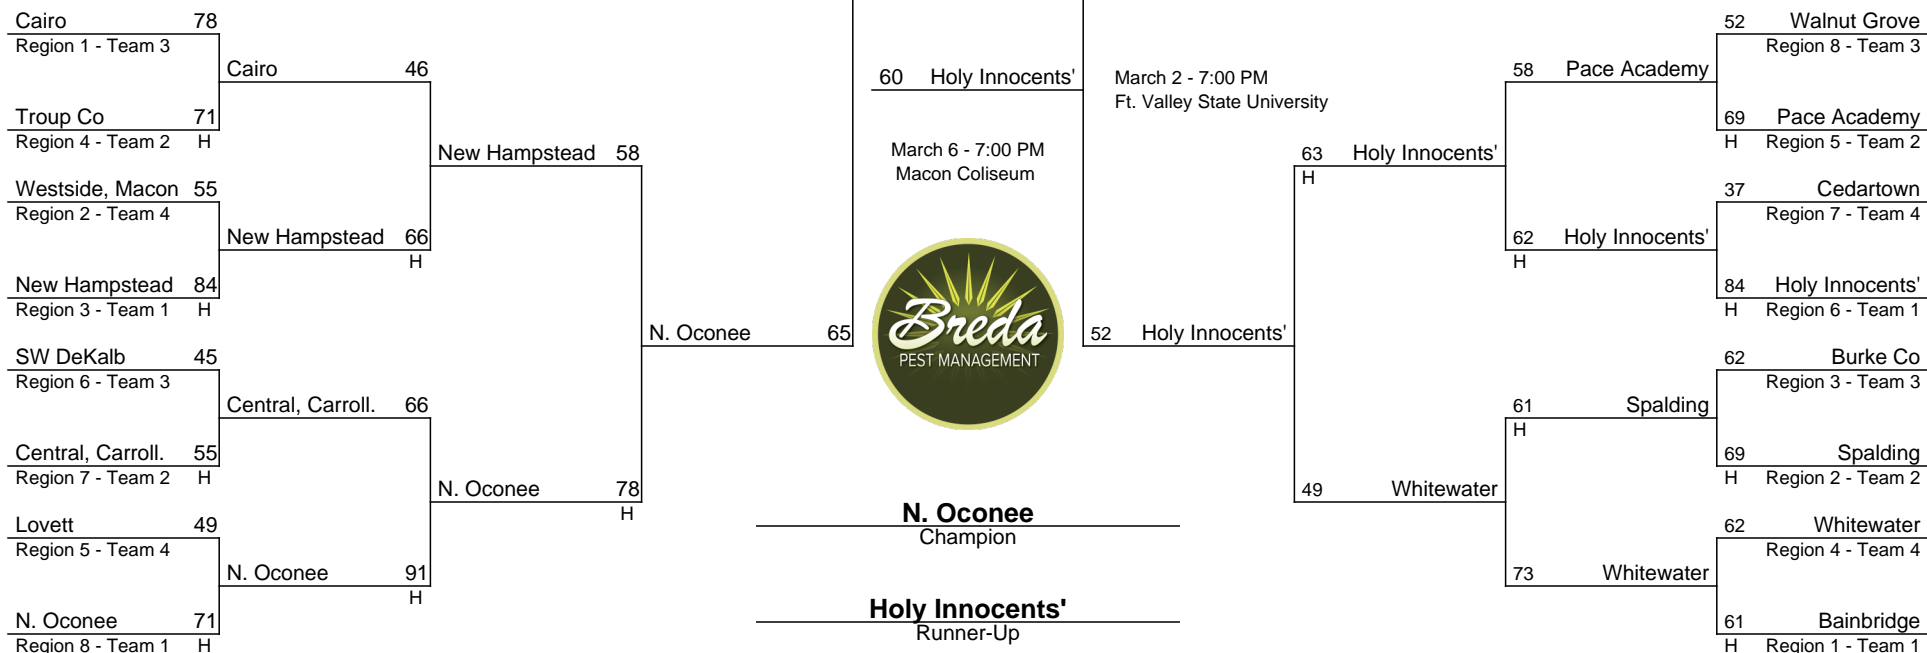 Cairo 78
Region 1 - Team 3
Cairo 46
Troup Co 71
Region 4 - Team 2 H
New Hampstead 58
Westside, Macon 55
Region 2 - Team 4
New Hampstead 66
H
New Hampstead 84
Region 3 - Team 1 H
N. Oconee 65
SW DeKalb 45
Region 6 - Team 3
Central, Carroll. 66
Central, Carroll. 55
Region 7 - Team 2 H
N. Oconee 78
H
Lovett 49
Region 5 - Team 4
N. Oconee 91
H
N. Oconee 71
Region 8 - Team 1 H
60 Holy Innocents'
March 6 - 7:00 PM
Macon Coliseum
Breda
PEST MANAGEMENT
N. Oconee
Champion
Holy Innocents'
Runner-Up
March 2 - 7:00 PM
Ft. Valley State University
52 Holy Innocents'
63 Holy Innocents'
H
49 Whitewater
58 Pace Academy
62 Holy Innocents'
H
61 Spalding
H
73 Whitewater
52 Walnut Grove
Region 8 - Team 3
69 Pace Academy
H Region 5 - Team 2
37 Cedartown
Region 7 - Team 4
84 Holy Innocents'
H Region 6 - Team 1
62 Burke Co
Region 3 - Team 3
69 Spalding
H Region 2 - Team 2
62 Whitewater
Region 4 - Team 4
61 Bainbridge
H Region 1 - Team 1